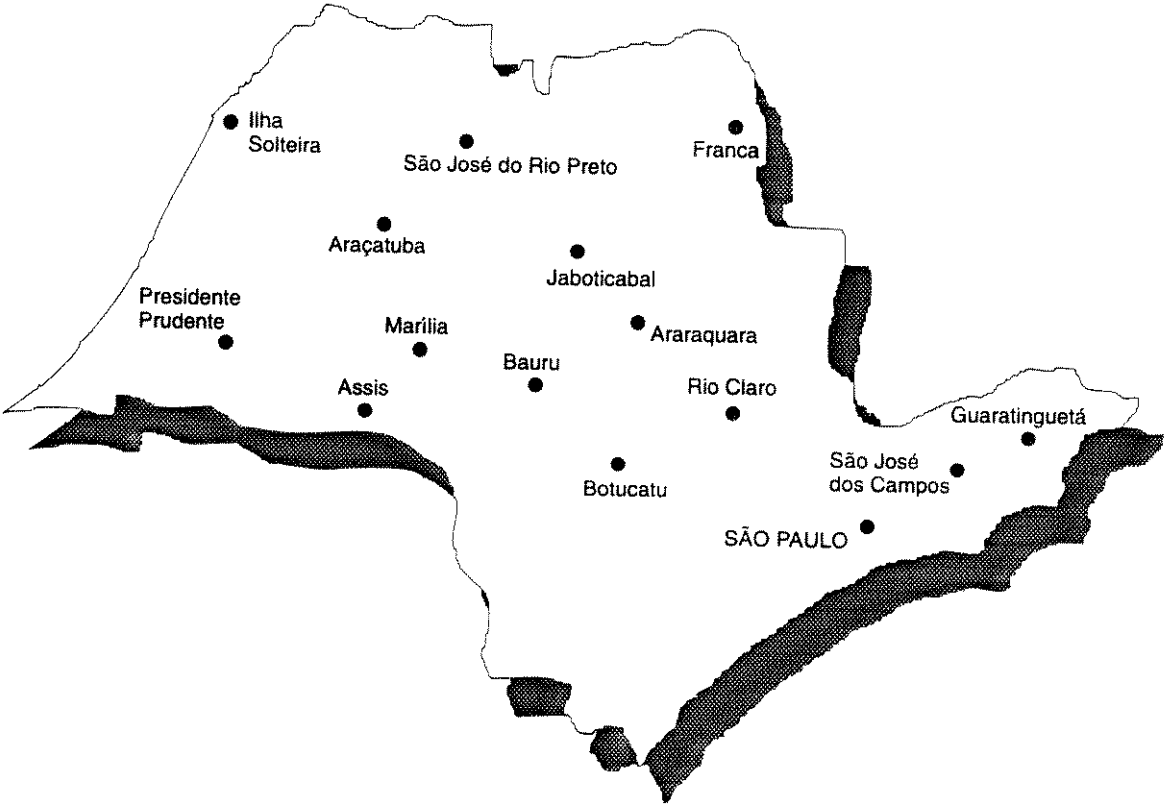 Ilha
Solteira
São José do Rio Preto
Franca
Araçatuba
Jaboticabal
Presidente
Prudente
Marília
Araraquara
Bauru
Assis
Rio Claro
Guaratinguetá
São José
dos Campos
Botucatu
SÃO PAULO